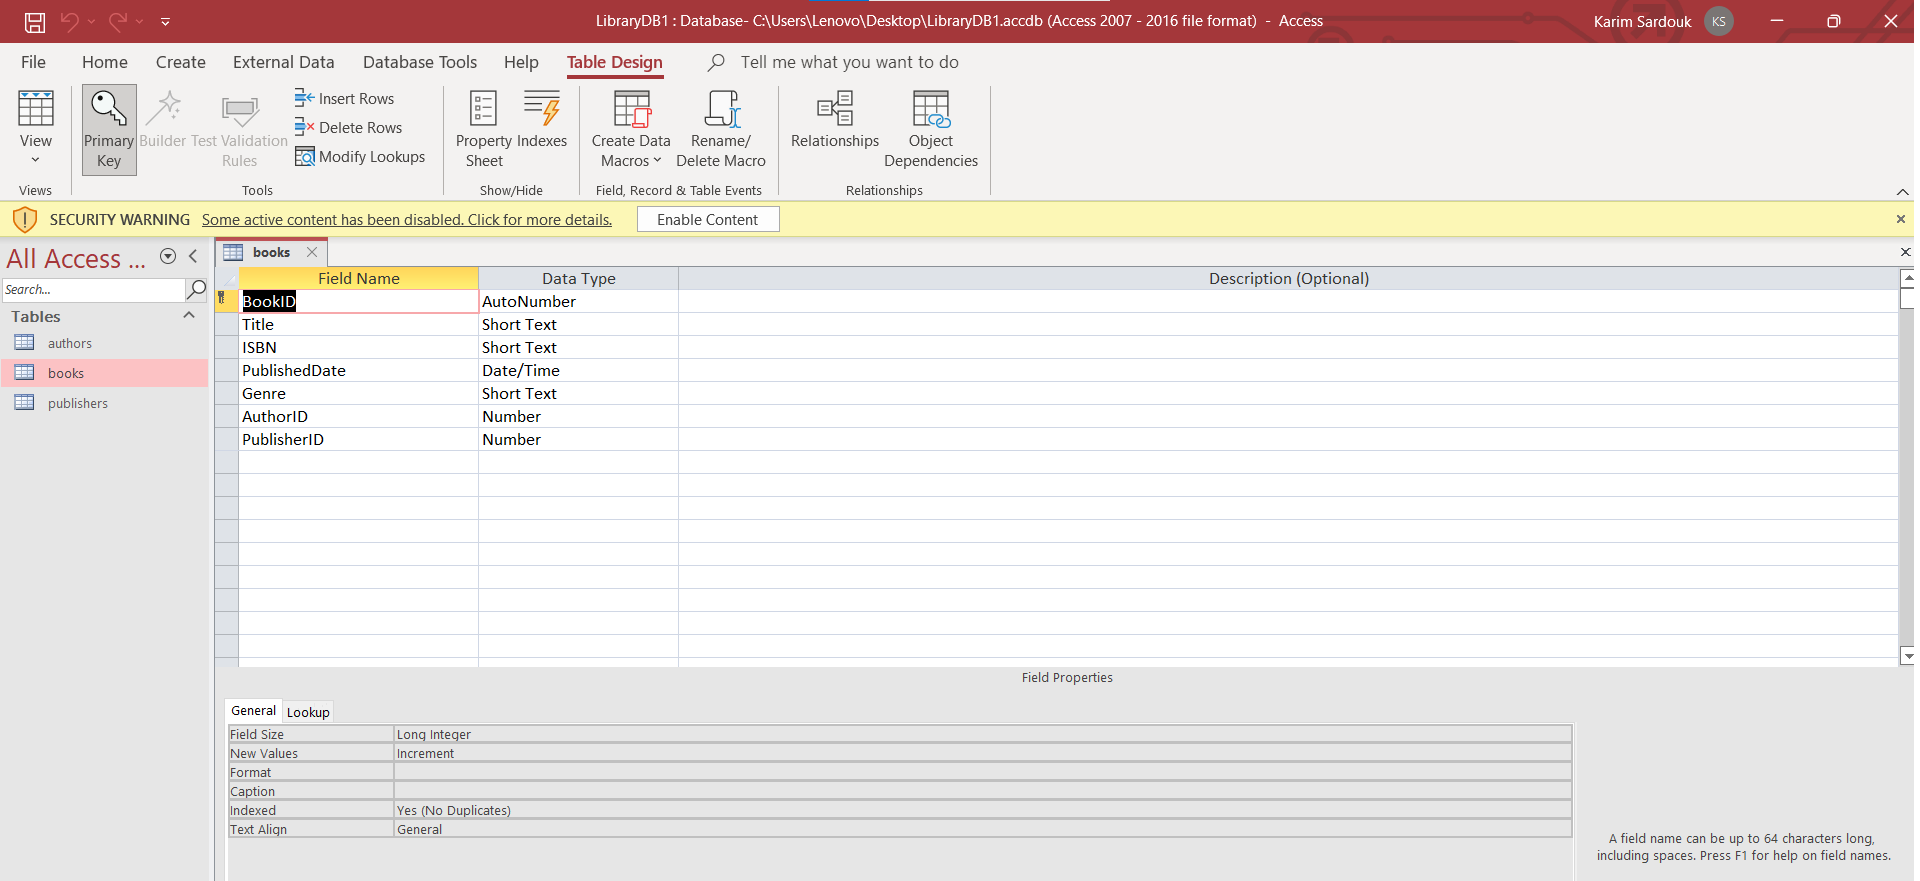 LibraryDB1 : Database- C:\Users\Lenovo\Desktop\LibraryDB1.accdb (Access 2007 - 2016 file format) - Access
Karim Sardouk KS
File Home Create External Data Database Tools Help Table Design Tell me what you want to do
View
Primary Key
Builder
Test Validation Rules
Insert Rows
Delete Rows
Modify Lookups
Property Sheet
Indexes
Create Data Macros
Rename/ Delete Macro
Relationships
Object Dependencies
Views Tools Show/Hide Field, Record & Table Events Relationships
SECURITY WARNING Some active content has been disabled. Click for more details. Enable Content
All Access ...
Search...
Tables
authors
books
publishers
books
Field Name Data Type Description (Optional)
BookID AutoNumber
Title Short Text
ISBN Short Text
PublishedDate Date/Time
Genre Short Text
AuthorID Number
PublisherID Number
Field Properties
General Lookup
Field Size Long Integer
New Values Increment
Format
Caption
Indexed Yes (No Duplicates)
Text Align General
A field name can be up to 64 characters long,
including spaces. Press F1 for help on field names.